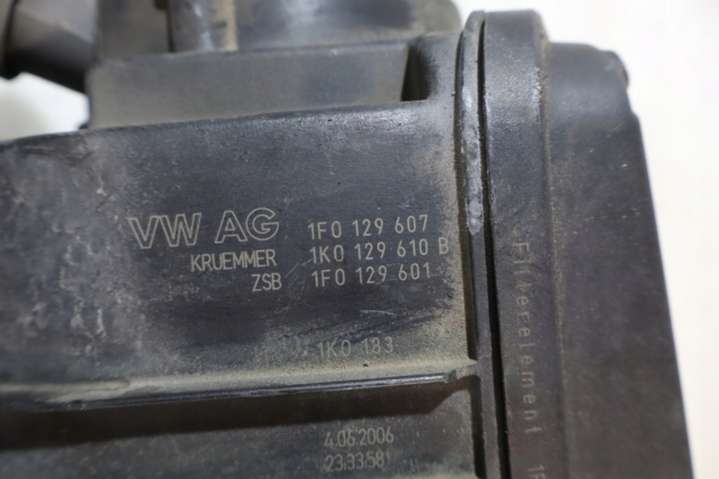 VW AG 1F0 129 607
KRUEMMER 1K0 129 610 B
ZSB 1F0 129 601
1K0 183
4.06.2006
23:33:58
Filterelement